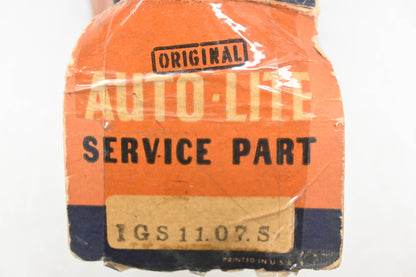 ORIGINAL
AUTO-LITE
SERVICE PART
IGS 11.07.S
PRINTED IN U.S.A.